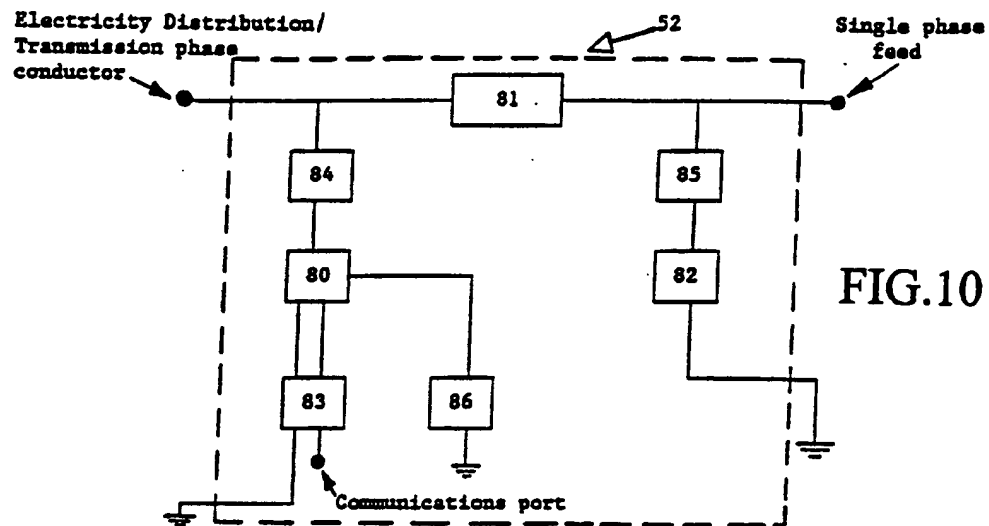 Electricity Distribution/
Transmission phase
conductor
52
Single phase
feed
81
84
85
80
82
FIG.10
83
86
Communications port